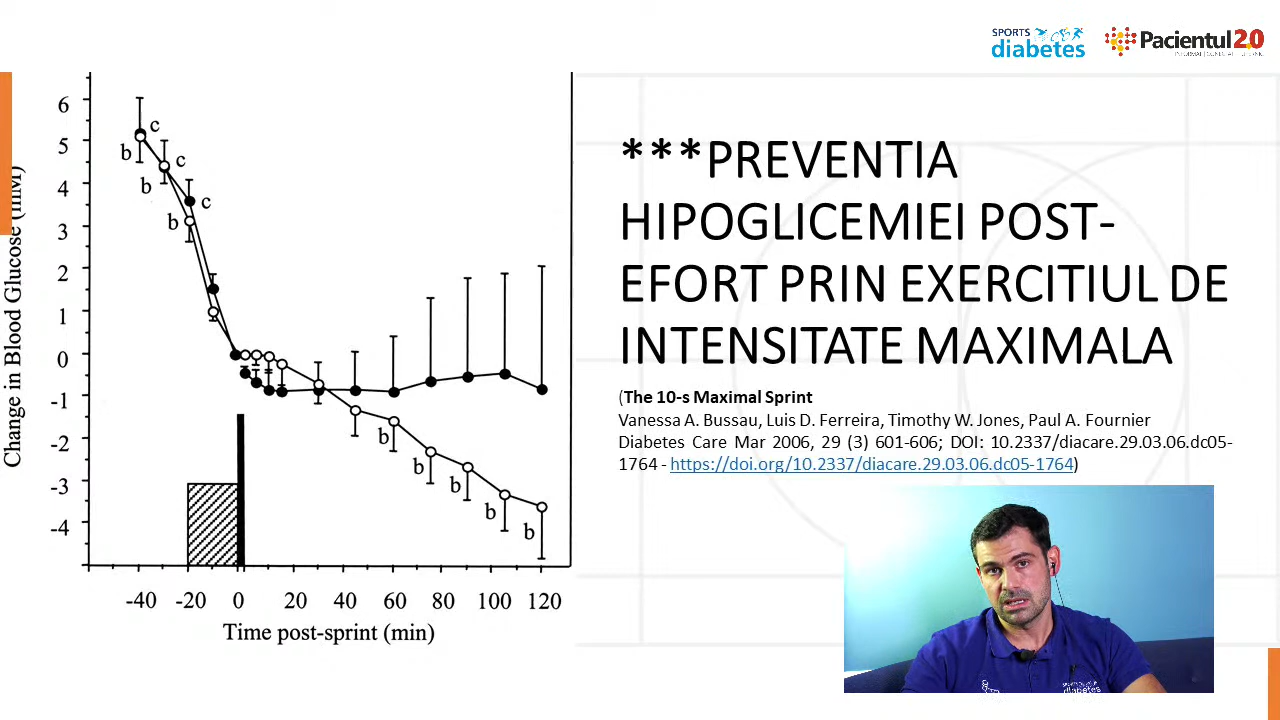 SPORTS
diabetes
Pacientul 2.0
6
5
4
3
2
1
0
-1
-2
-3
-4
Change in Blood Glucose (mM)
c
b
c
b
c
b
b
b
b
b
b
-40 -20 0 20 40 60 80 100 120
Time post-sprint (min)
***PREVENTIA
HIPOGLICEMIEI POST-
EFORT PRIN EXERCITIUL DE
INTENSITATE MAXIMALA
(The 10-s Maximal Sprint
Vanessa A. Bussau, Luis D. Ferreira, Timothy W. Jones, Paul A. Fournier
Diabetes Care Mar 2006, 29 (3) 601-606; DOI: 10.2337/diacare.29.03.06.dc05-
1764 - https://doi.org/10.2337/diacare.29.03.06.dc05-1764)
diabetes